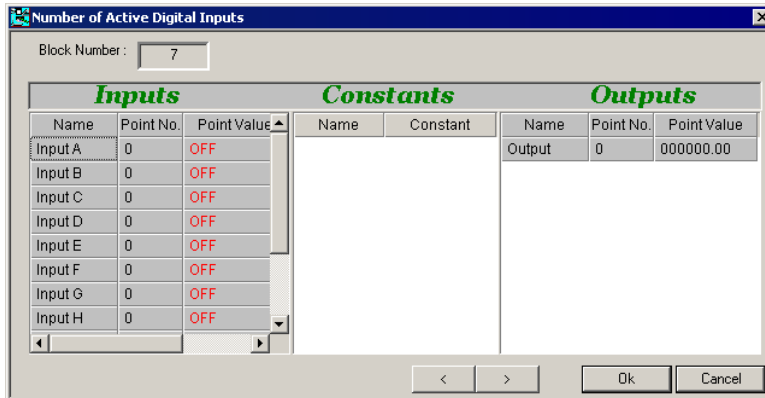 Number of Active Digital Inputs
Block Number : 7
Inputs Constants Outputs
Name Point No. Point Value Name Constant Name Point No. Point Value
Input A 0 OFF Output 0 000000.00
Input B 0 OFF
Input C 0 OFF
Input D 0 OFF
Input E 0 OFF
Input F 0 OFF
Input G 0 OFF
Input H 0 OFF
< > Ok Cancel